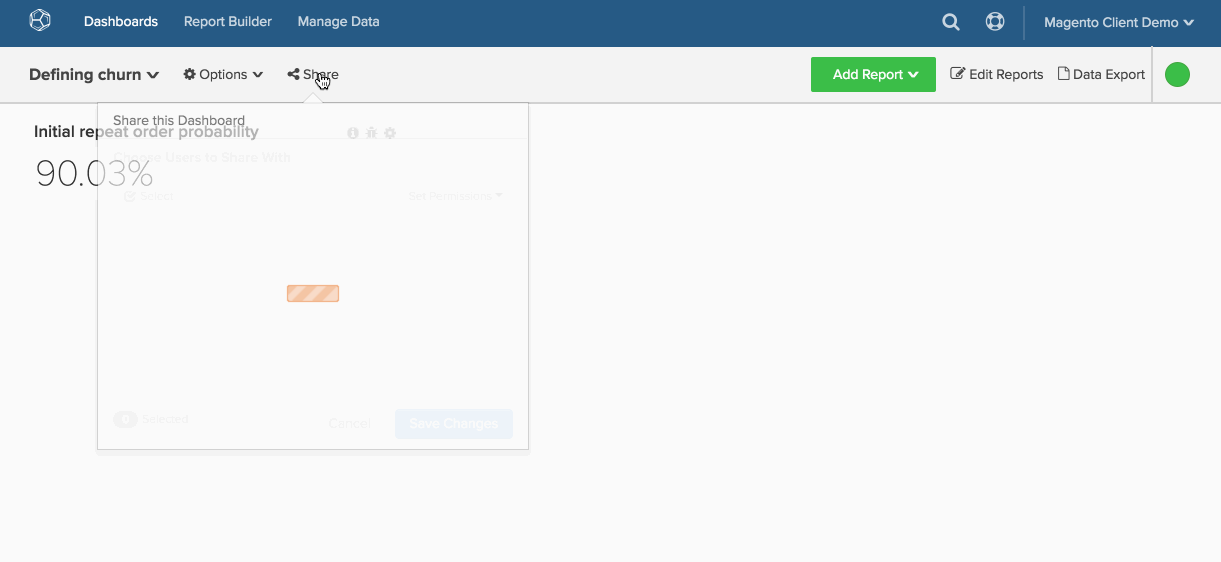 Dashboards Report Builder Manage Data Magento Client Demo
Defining churn Options Share Add Report Edit Reports Data Export
Share this Dashboard
Initial repeat order probability
Choose Users to Share With
90.03%
Select Set Permissions
0 Selected Cancel Save Changes